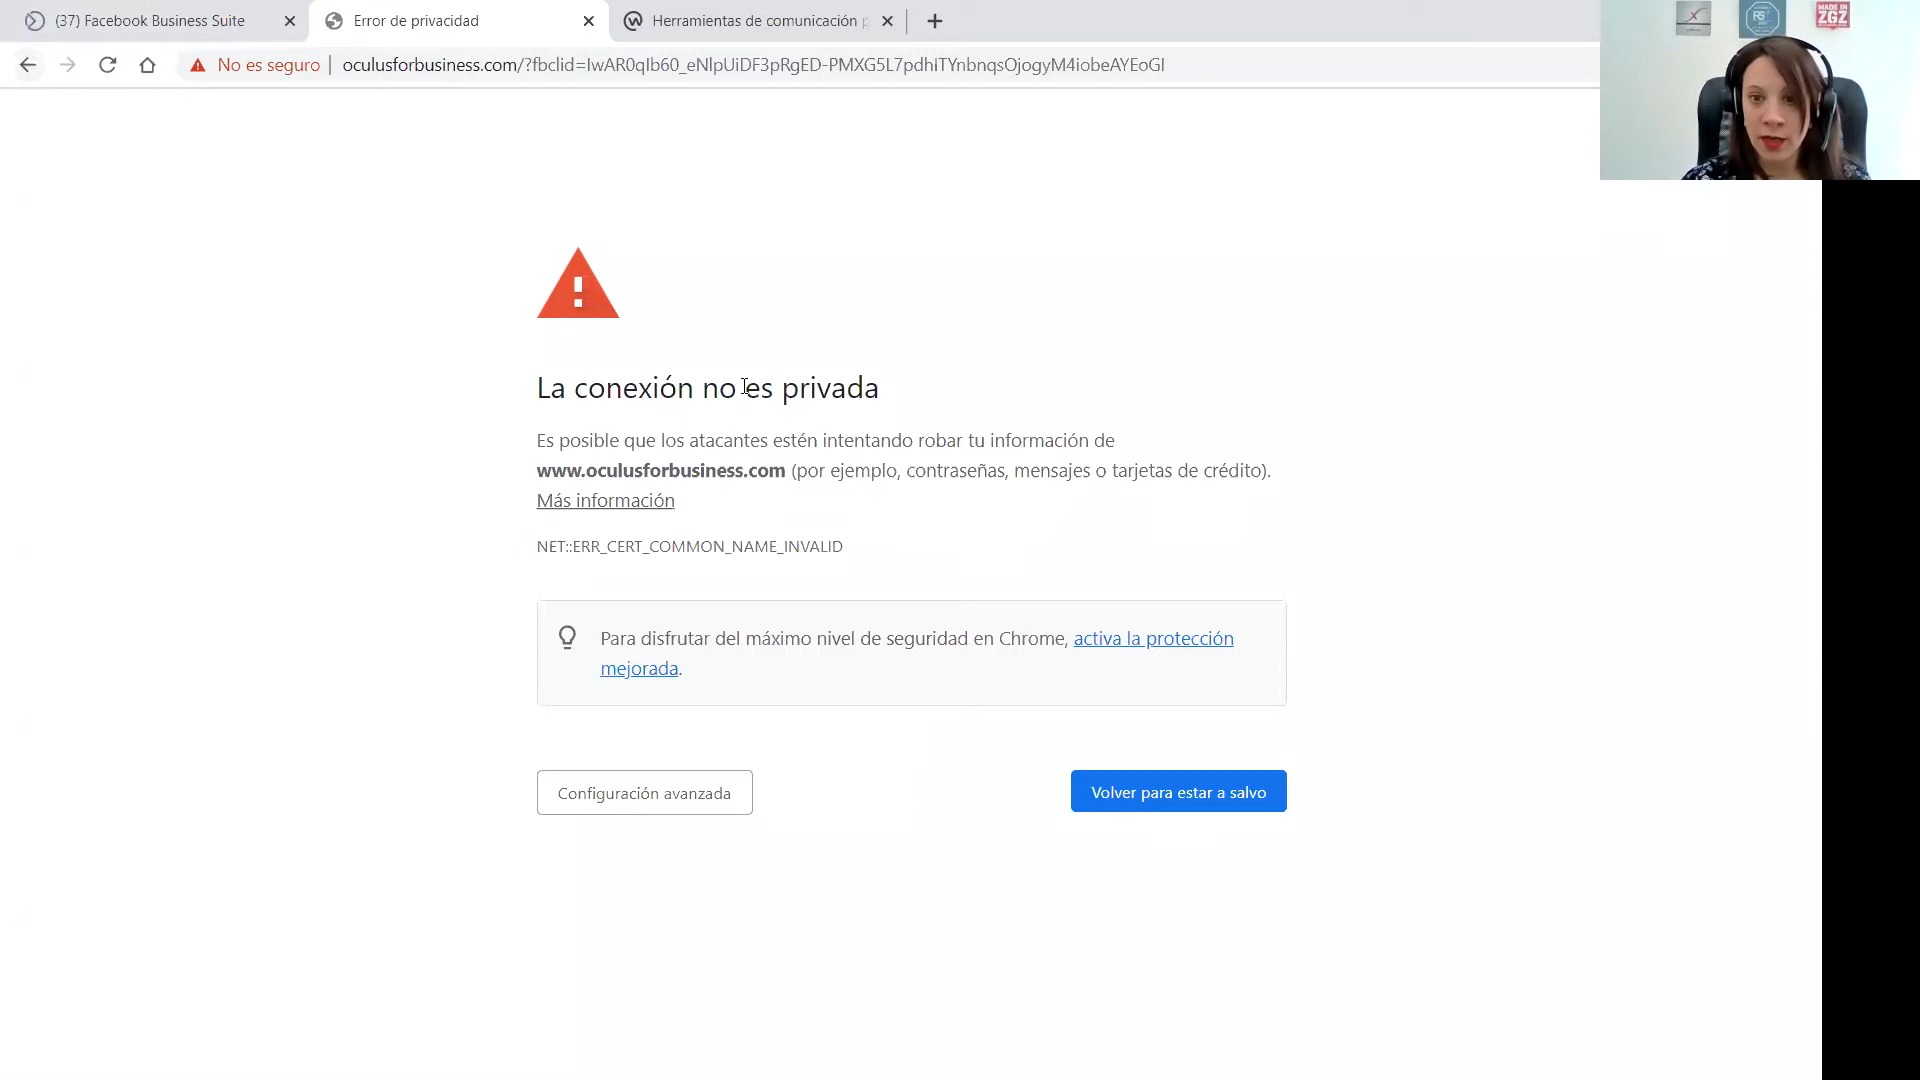 (37) Facebook Business Suite
Error de privacidad
Herramientas de comunicación p
No es seguro
oculusforbusiness.com/?fbclid=IwAR0qIb60_eNlpUiDF3pRgED-PMXG5L7pdhiTYnbnqsOjogyM4iobeAYEoGI
RS
MADE IN
ZGZ
La conexión no es privada
Es posible que los atacantes estén intentando robar tu información de
www.oculusforbusiness.com (por ejemplo, contraseñas, mensajes o tarjetas de crédito).
Más información
NET::ERR_CERT_COMMON_NAME_INVALID
Para disfrutar del máximo nivel de seguridad en Chrome, activa la protección
mejorada.
Configuración avanzada
Volver para estar a salvo